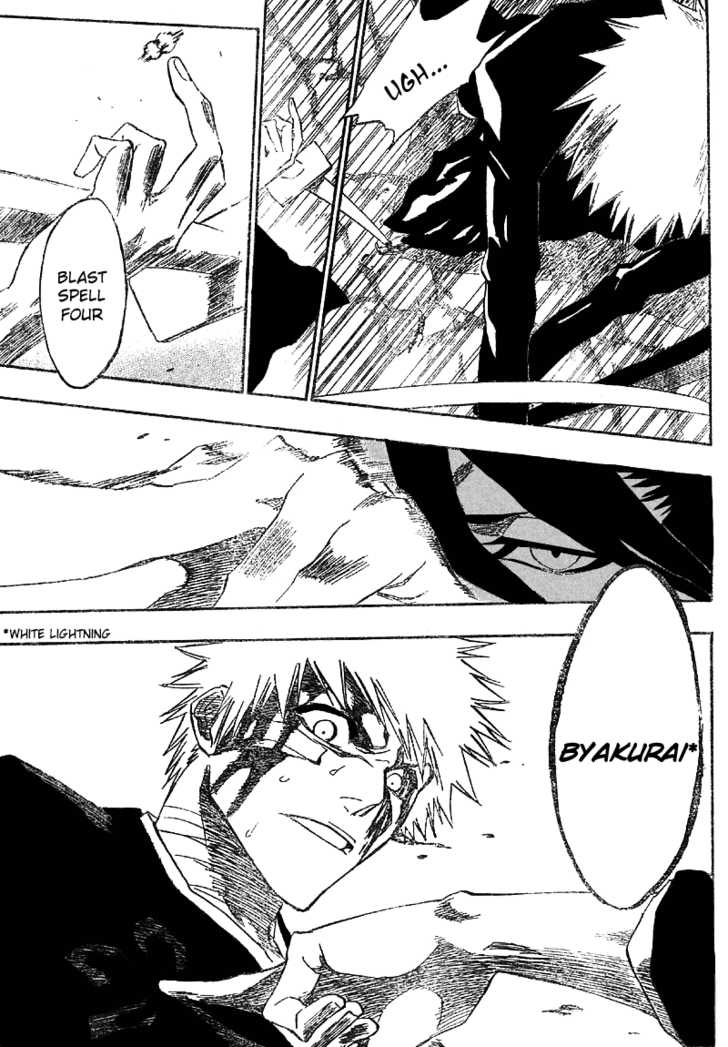 UGH...
BLAST
SPELL
FOUR
BYAKURAI*
*WHITE LIGHTNING